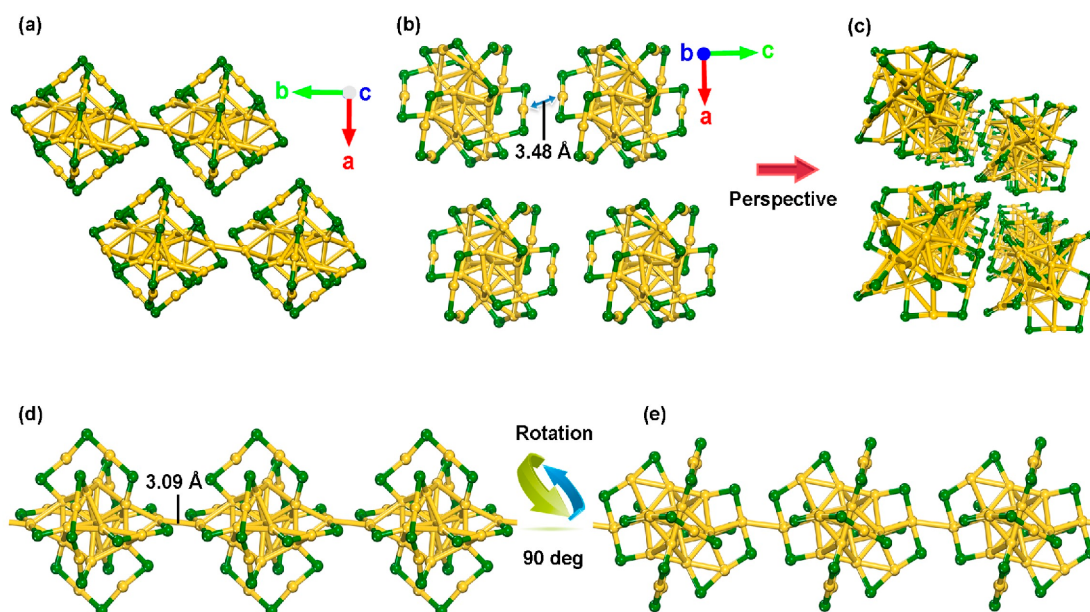 (a)
b
c
a
(b)
b
c
a
3.48 Å
Perspective
(c)
(d)
3.09 Å
Rotation
90 deg
(e)